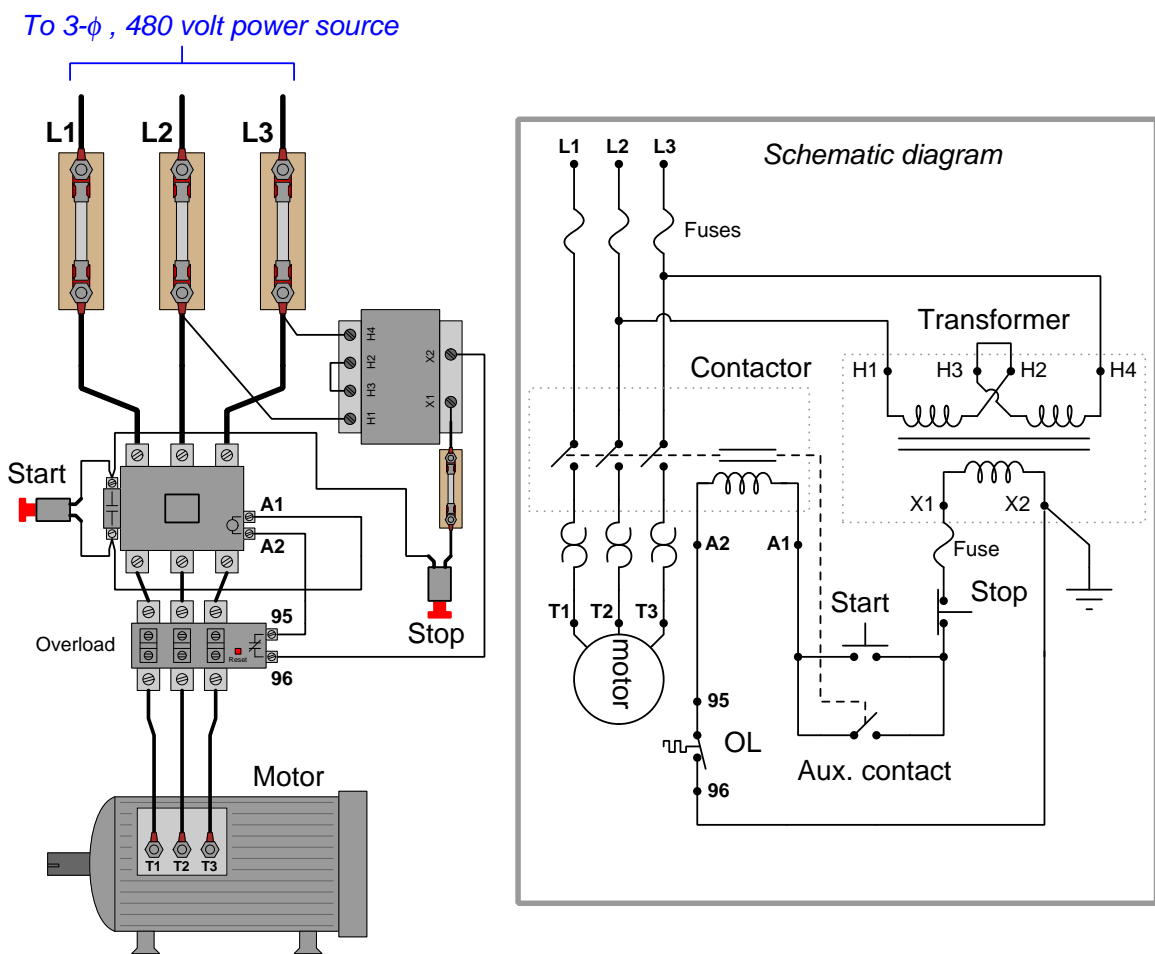 To 3-ϕ , 480 volt power source
L1 L2 L3
H4
H2
H3
H1
X2
X1
Start
A1
A2
Stop
Overload
95
96
Reset
Motor
T1 T2 T3
Schematic diagram
L1 L2 L3
Fuses
Transformer
Contactor
H1 H3 H2 H4
X1 X2
Fuse
A2 A1
Start Stop
T1 T2 T3
motor
95
OL
Aux. contact
96